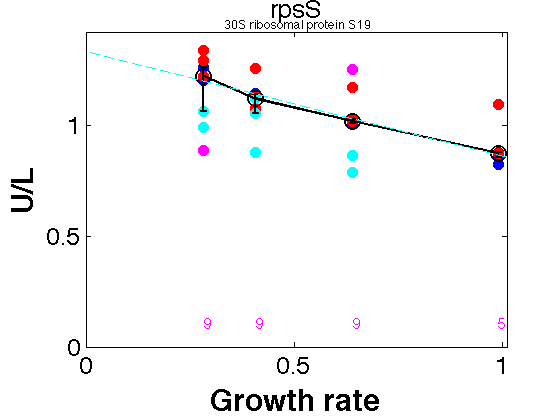 rpsS
30S ribosomal protein S19
1
0.5
0
U/L
9 9 9 5
0 0.5 1
Growth rate